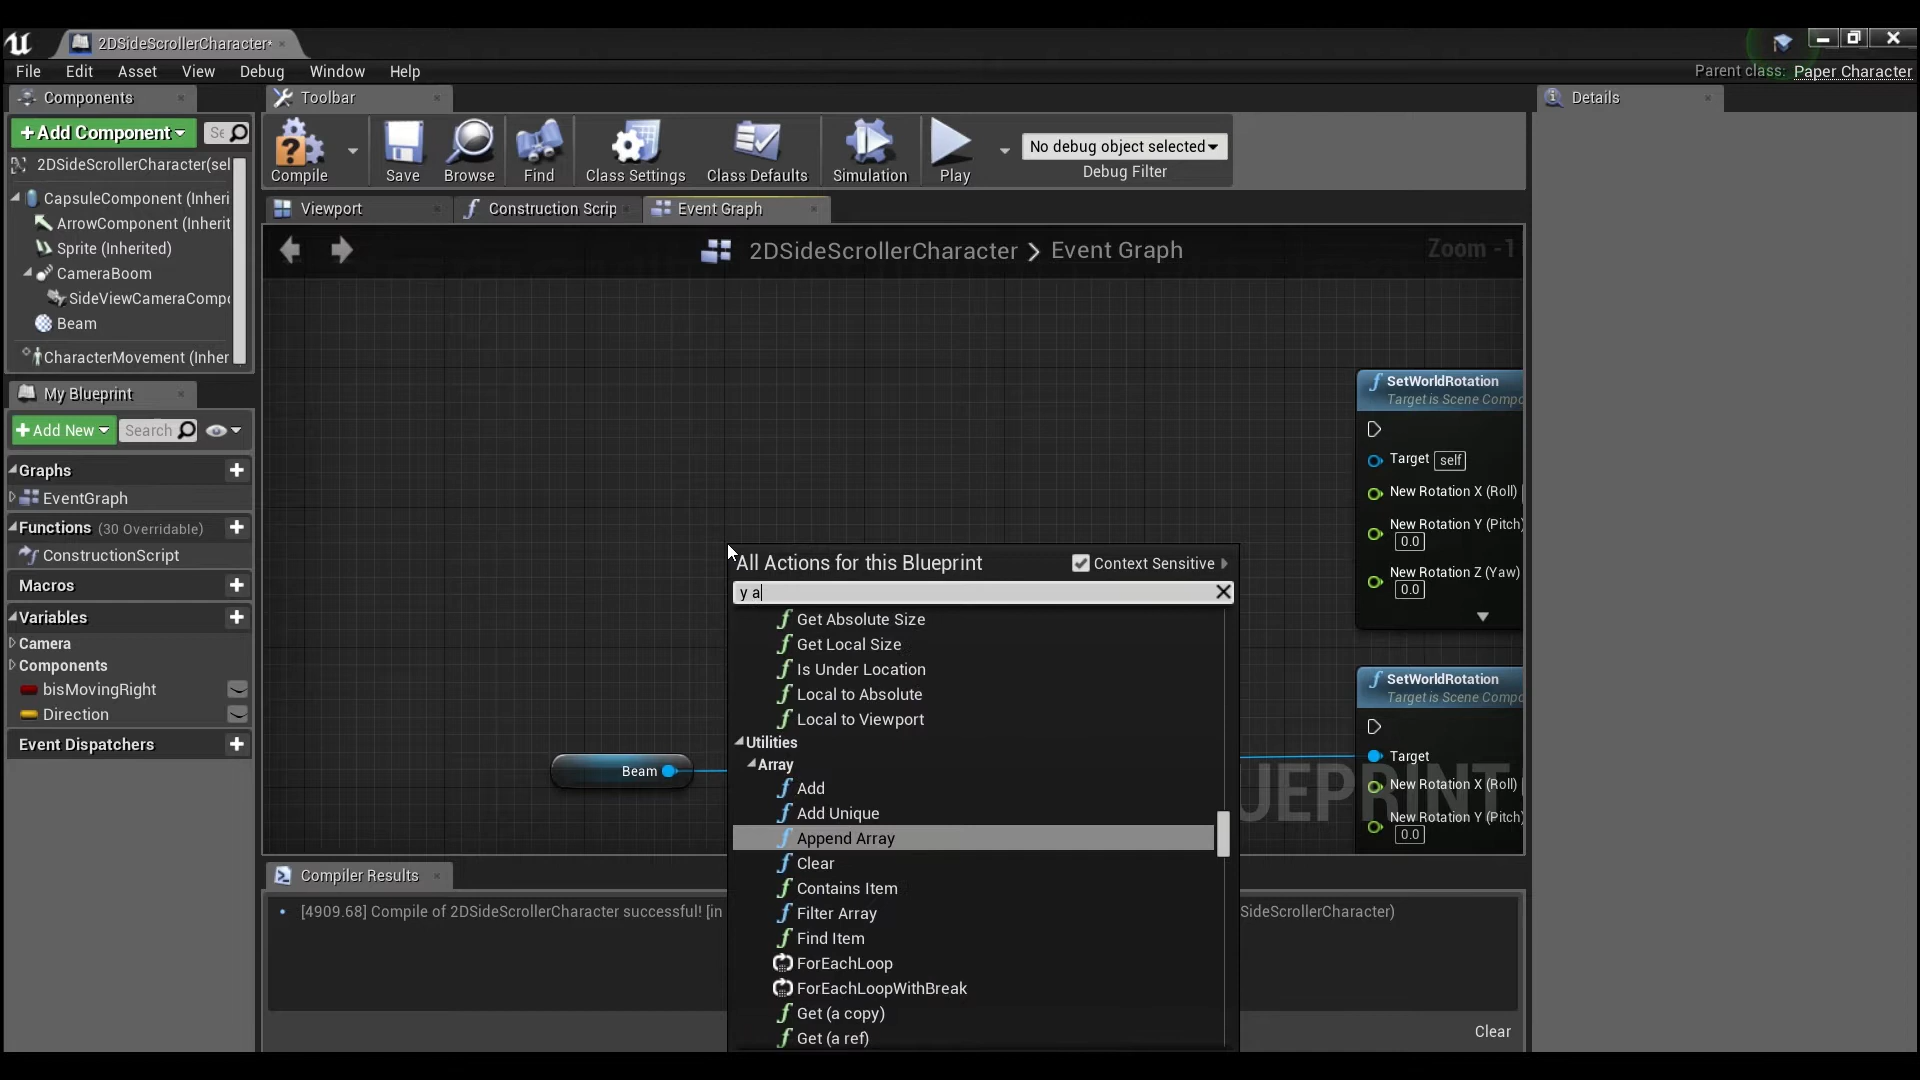 2DSideScrollerCharacter*
File Edit Asset View Debug Window Help
Parent class: Paper Character
Components
Toolbar
Details
+Add Component
Se
2DSideScrollerCharacter(sel
CapsuleComponent (Inheri
ArrowComponent (Inherit
Sprite (Inherited)
CameraBoom
SideViewCameraCompo
Beam
CharacterMovement (Inher
Compile
Save
Browse
Find
Class Settings
Class Defaults
Simulation
Play
No debug object selected
Debug Filter
Viewport
Construction Scrip
Event Graph
2DSideScrollerCharacter > Event Graph
Zoom -1
My Blueprint
+Add New
Search
Graphs
EventGraph
Functions (30 Overridable)
ConstructionScript
Macros
Variables
Camera
Components
bisMovingRight
Direction
Event Dispatchers
SetWorldRotation
Target is Scene Compo
Target self
New Rotation X (Roll)
New Rotation Y (Pitch)
0.0
New Rotation Z (Yaw)
0.0
SetWorldRotation
Target is Scene Compo
Target
New Rotation X (Roll)
New Rotation Y (Pitch)
0.0
Beam
UEPRINT
All Actions for this Blueprint
Context Sensitive
y a
Get Absolute Size
Get Local Size
Is Under Location
Local to Absolute
Local to Viewport
Utilities
Array
Add
Add Unique
Append Array
Clear
Contains Item
Filter Array
Find Item
ForEachLoop
ForEachLoopWithBreak
Get (a copy)
Get (a ref)
Compiler Results
[4909.68] Compile of 2DSideScrollerCharacter successful! [in
SideScrollerCharacter)
Clear